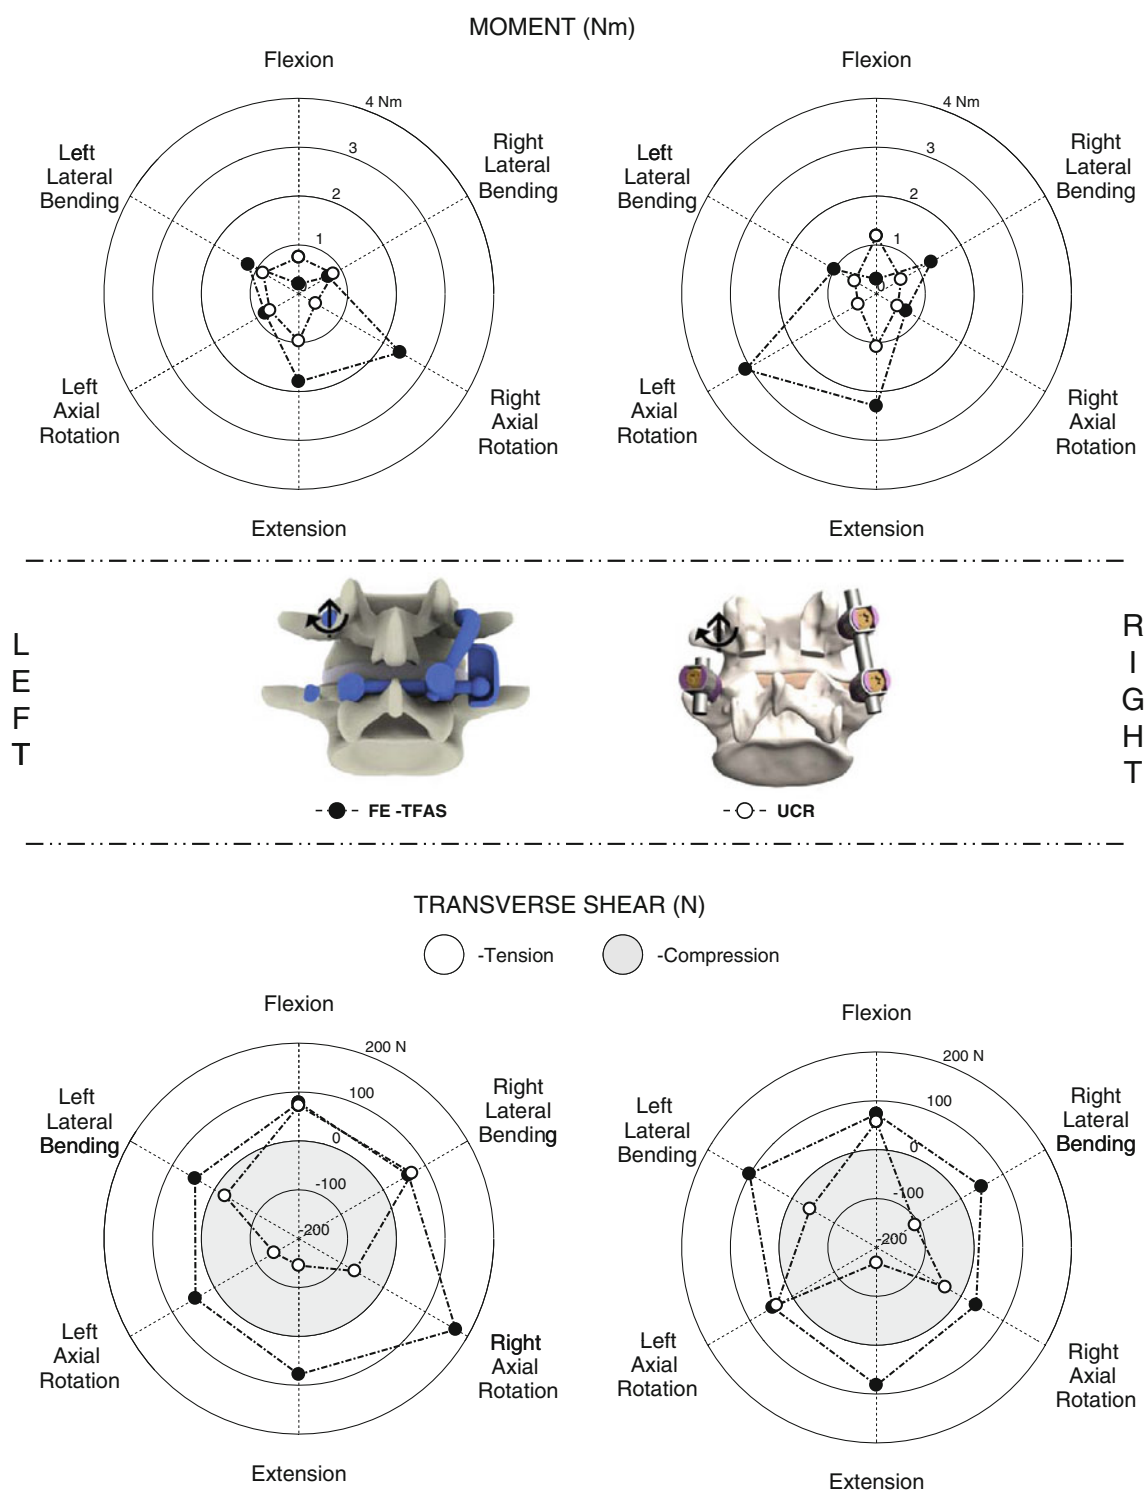 MOMENT (Nm)
Flexion
4 Nm
3
2
1
0
Left
Lateral
Bending
Right
Lateral
Bending
Left
Axial
Rotation
Right
Axial
Rotation
Extension
Flexion
4 Nm
3
2
1
0
Left
Lateral
Bending
Right
Lateral
Bending
Left
Axial
Rotation
Right
Axial
Rotation
Extension
LEFT
RIGHT
FE -TFAS
UCR
TRANSVERSE SHEAR (N)
-Tension
-Compression
Flexion
200 N
100
0
-100
-200
Left
Lateral
Bending
Right
Lateral
Bending
Left
Axial
Rotation
Right
Axial
Rotation
Extension
Flexion
200 N
100
0
-100
-200
Left
Lateral
Bending
Right
Lateral
Bending
Left
Axial
Rotation
Right
Axial
Rotation
Extension